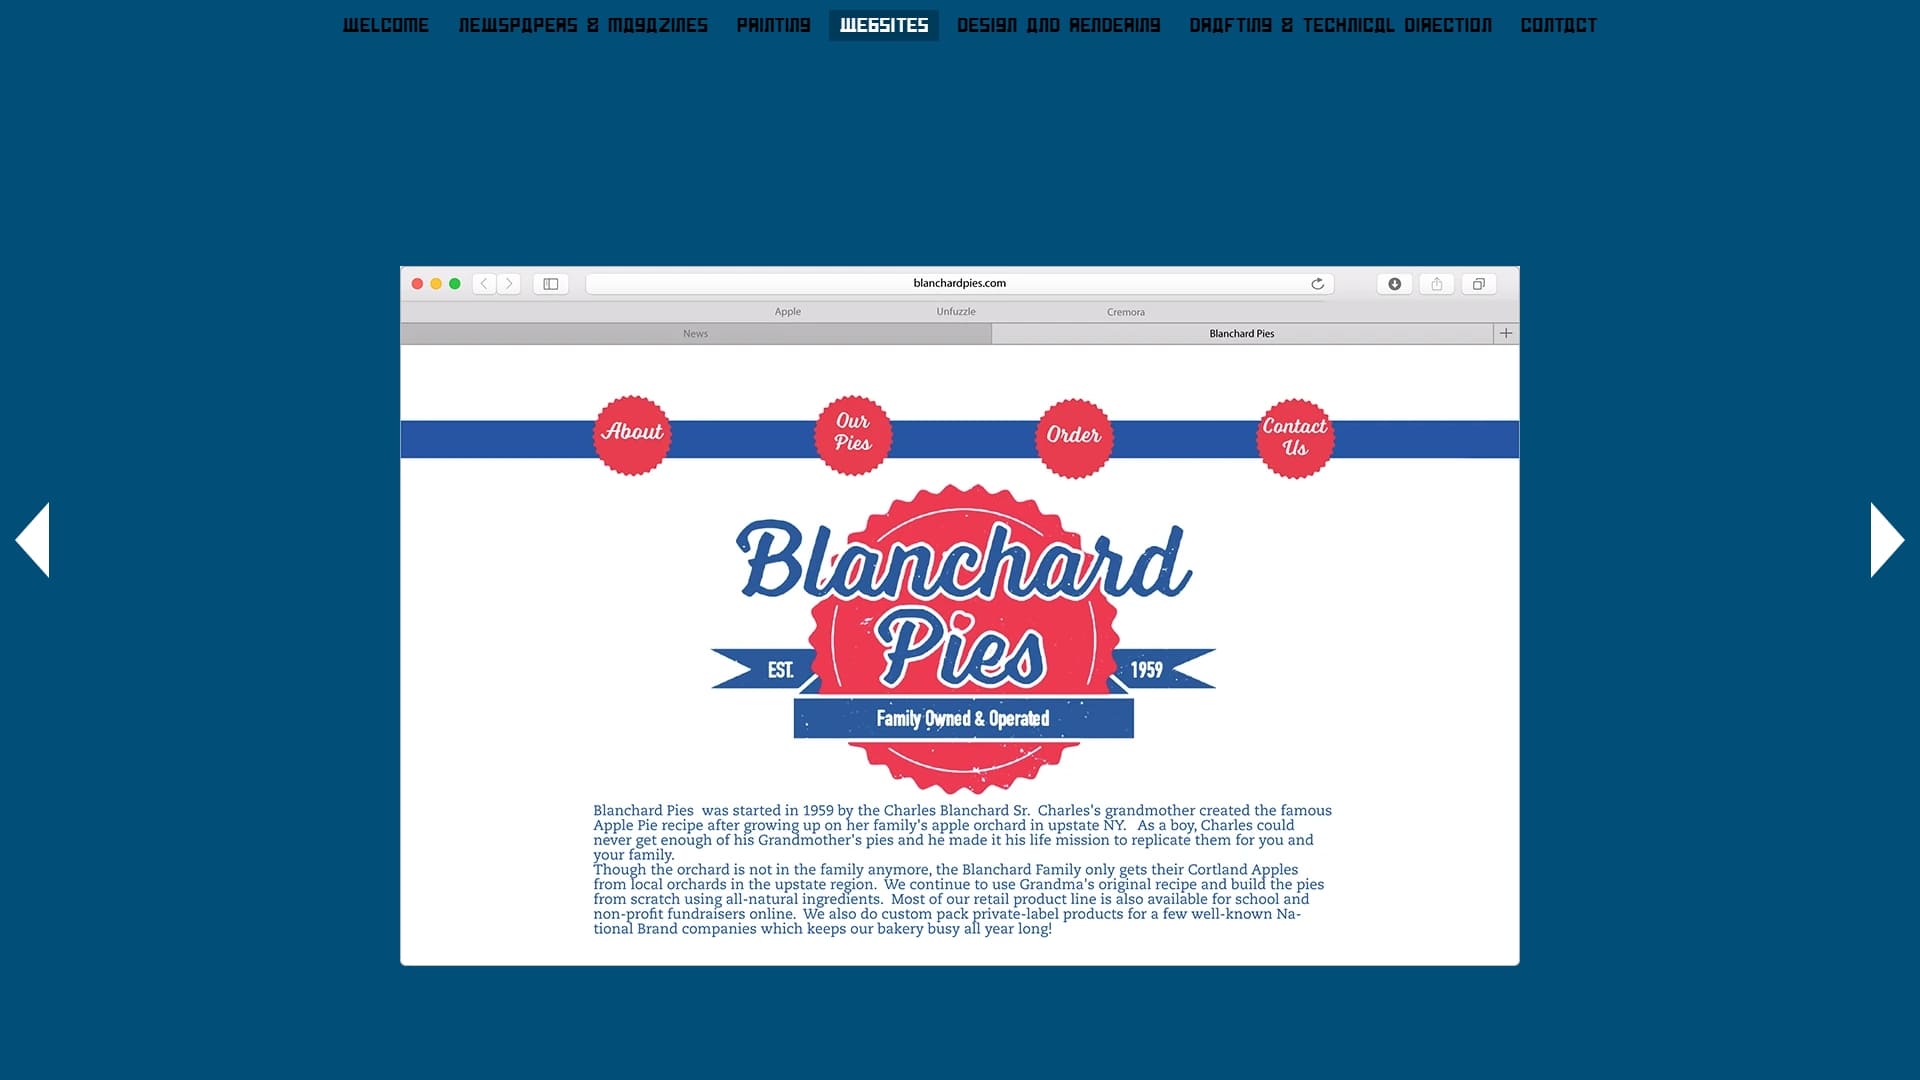 WELCOME NEWSPAPERS & MAGAZINES PRINTING WEBSITES DESIGN AND RENDERING DRAFTING & TECHNICAL DIRECTION CONTACT
blanchardpies.com
Apple Unfuzzle Cremora
News Blanchard Pies
About
Our
Pies
Order
Contact
Us
Blanchard
Pies
EST. 1959
Family Owned & Operated
Blanchard Pies was started in 1959 by the Charles Blanchard Sr. Charles's grandmother created the famous
Apple Pie recipe after growing up on her family's apple orchard in upstate NY. As a boy, Charles could
never get enough of his Grandmother's pies and he made it his life mission to replicate them for you and
your family.
Though the orchard is not in the family anymore, the Blanchard Family only gets their Cortland Apples
from local orchards in the upstate region. We continue to use Grandma's original recipe and build the pies
from scratch using all-natural ingredients. Most of our retail product line is also available for school and
non-profit fundraisers online. We also do custom pack private-label products for a few well-known Na-
tional Brand companies which keeps our bakery busy all year long!